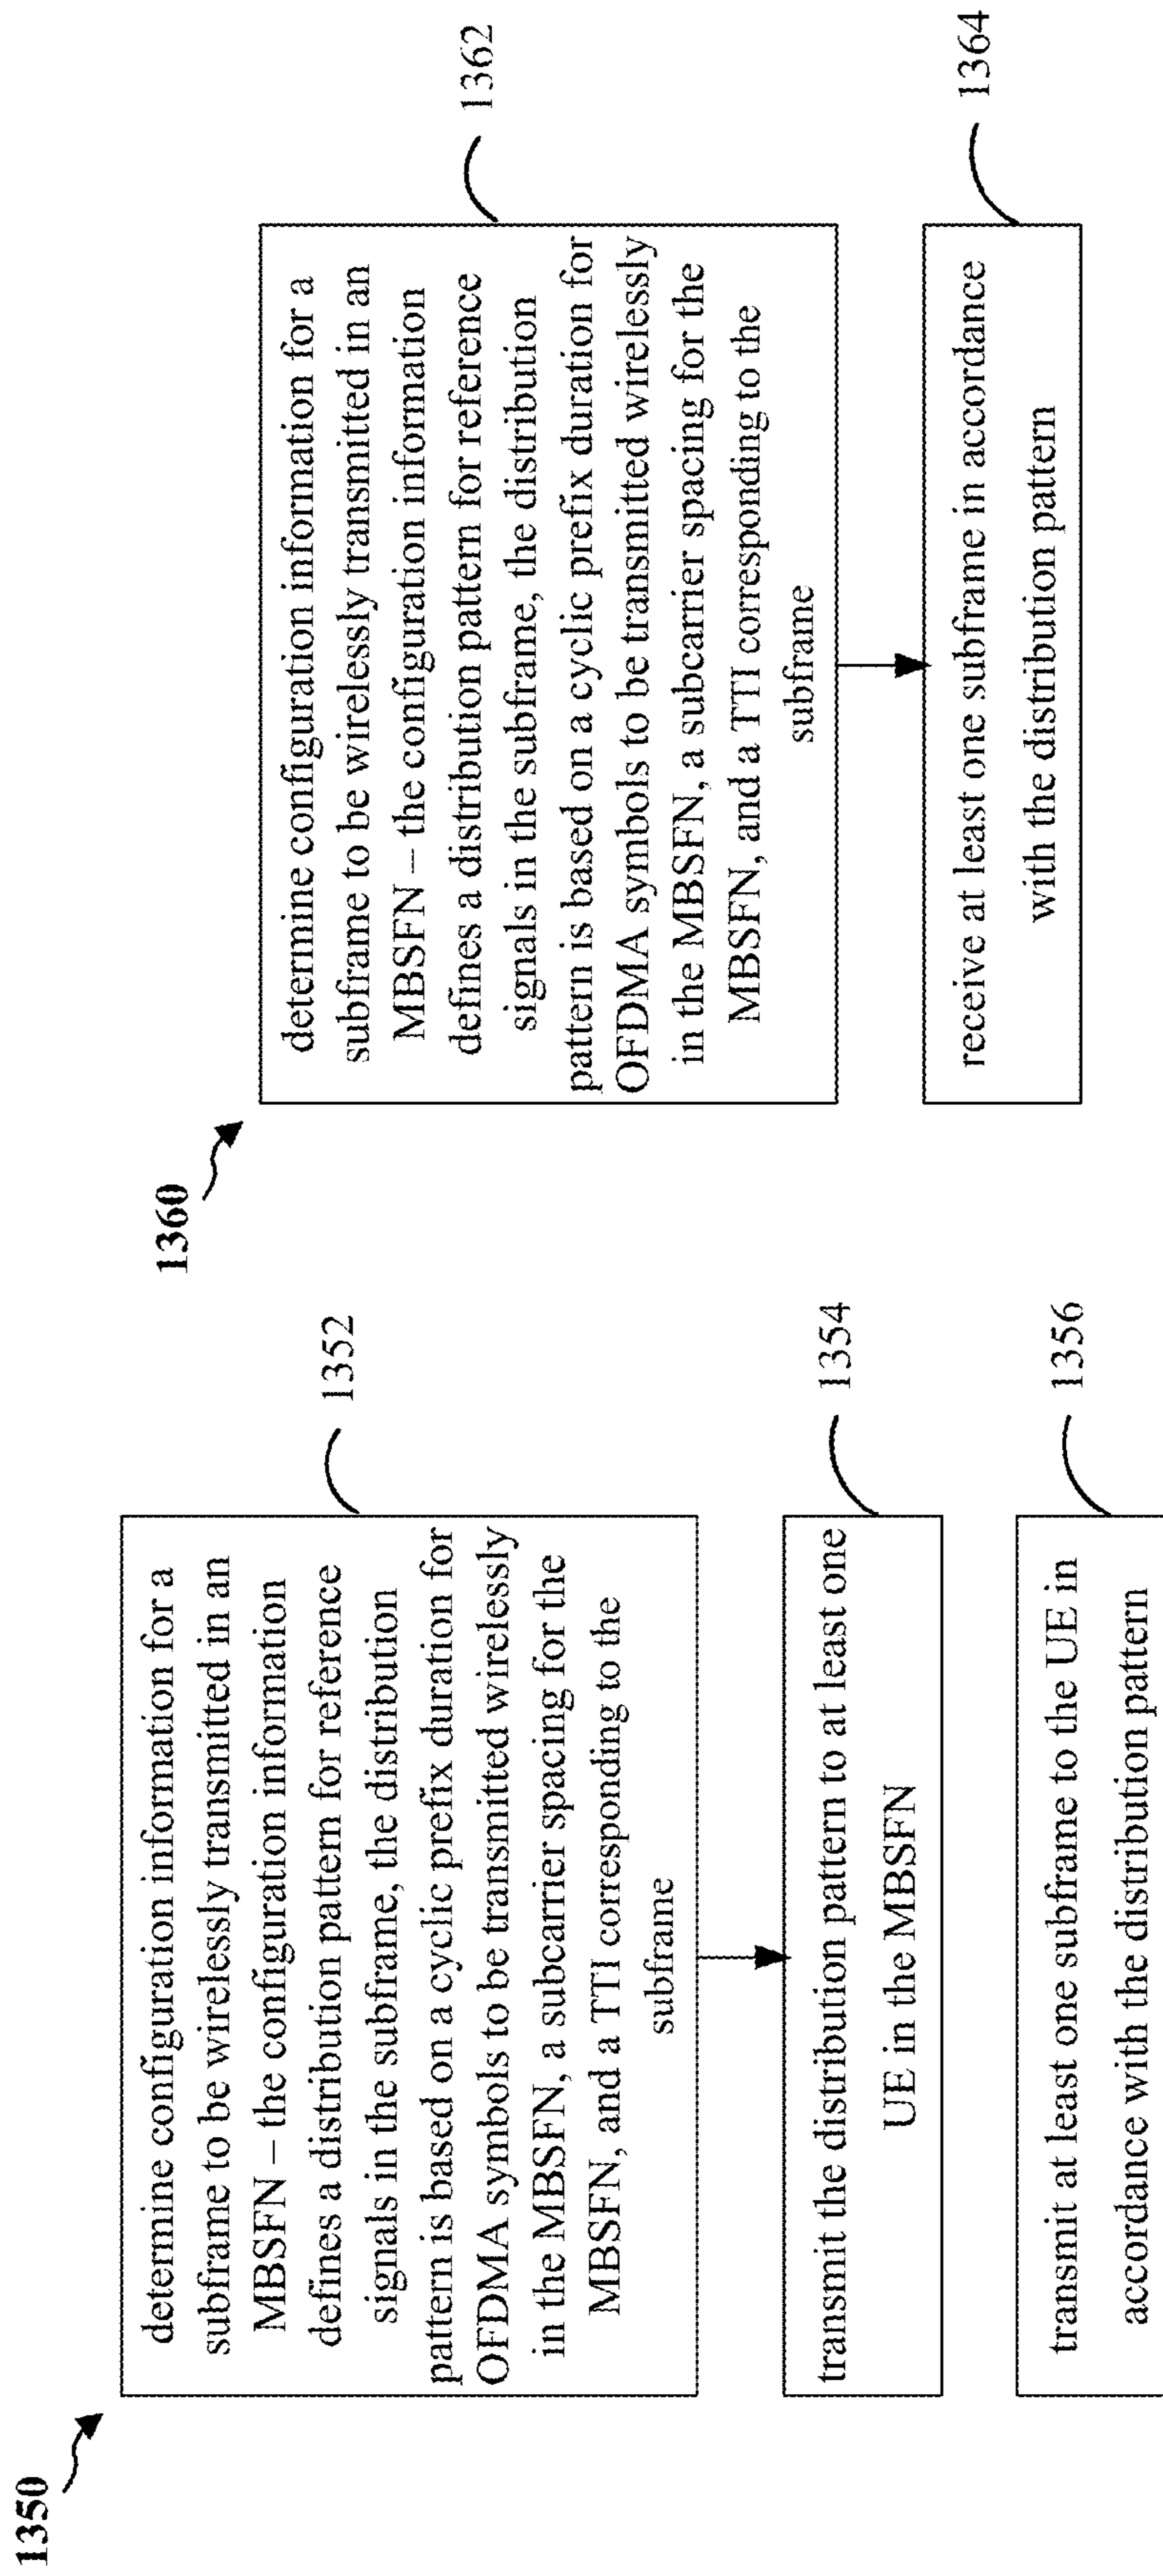 1350
determine configuration information for a
subframe to be wirelessly transmitted in an
MBSFN – the configuration information
defines a distribution pattern for reference
signals in the subframe, the distribution
pattern is based on a cyclic prefix duration for
OFDMA symbols to be transmitted wirelessly
in the MBSFN, a subcarrier spacing for the
MBSFN, and a TTI corresponding to the
subframe
1352
transmit the distribution pattern to at least one
UE in the MBSFN
1354
transmit at least one subframe to the UE in
accordance with the distribution pattern
1356
1360
determine configuration information for a
subframe to be wirelessly transmitted in an
MBSFN – the configuration information
defines a distribution pattern for reference
signals in the subframe, the distribution
pattern is based on a cyclic prefix duration for
OFDMA symbols to be transmitted wirelessly
in the MBSFN, a subcarrier spacing for the
MBSFN, and a TTI corresponding to the
subframe
1362
receive at least one subframe in accordance
with the distribution pattern
1364